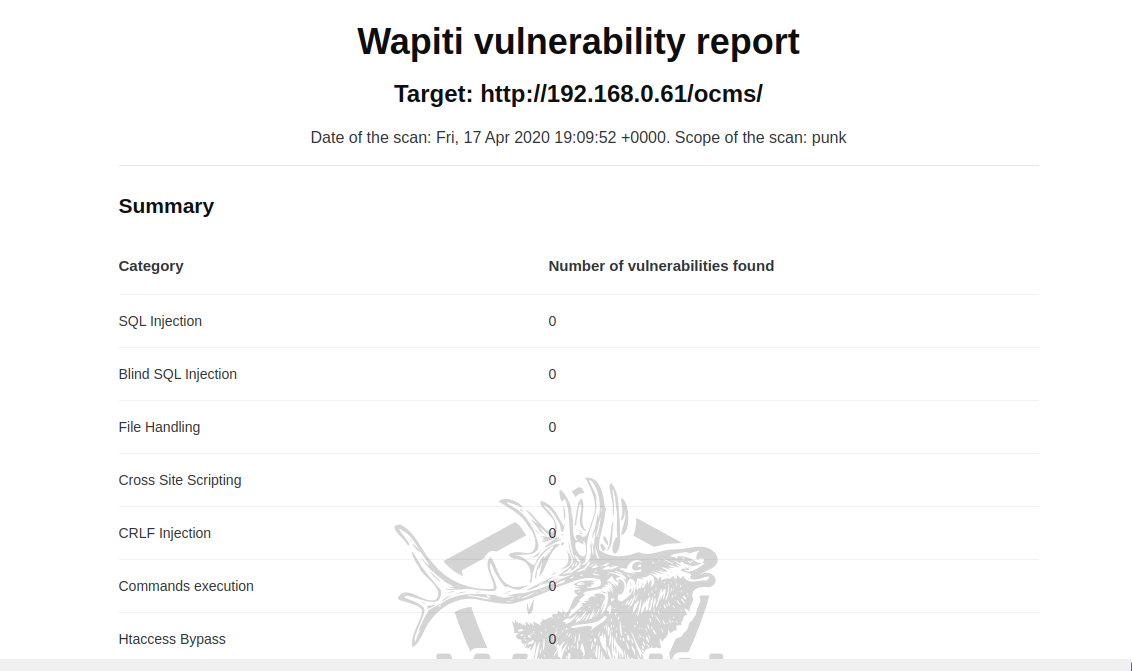 Wapiti vulnerability report
Target: http://192.168.0.61/ocms/
Date of the scan: Fri, 17 Apr 2020 19:09:52 +0000. Scope of the scan: punk
Summary
Category Number of vulnerabilities found
SQL Injection 0
Blind SQL Injection 0
File Handling 0
Cross Site Scripting 0
CRLF Injection 0
Commands execution 0
Htaccess Bypass 0